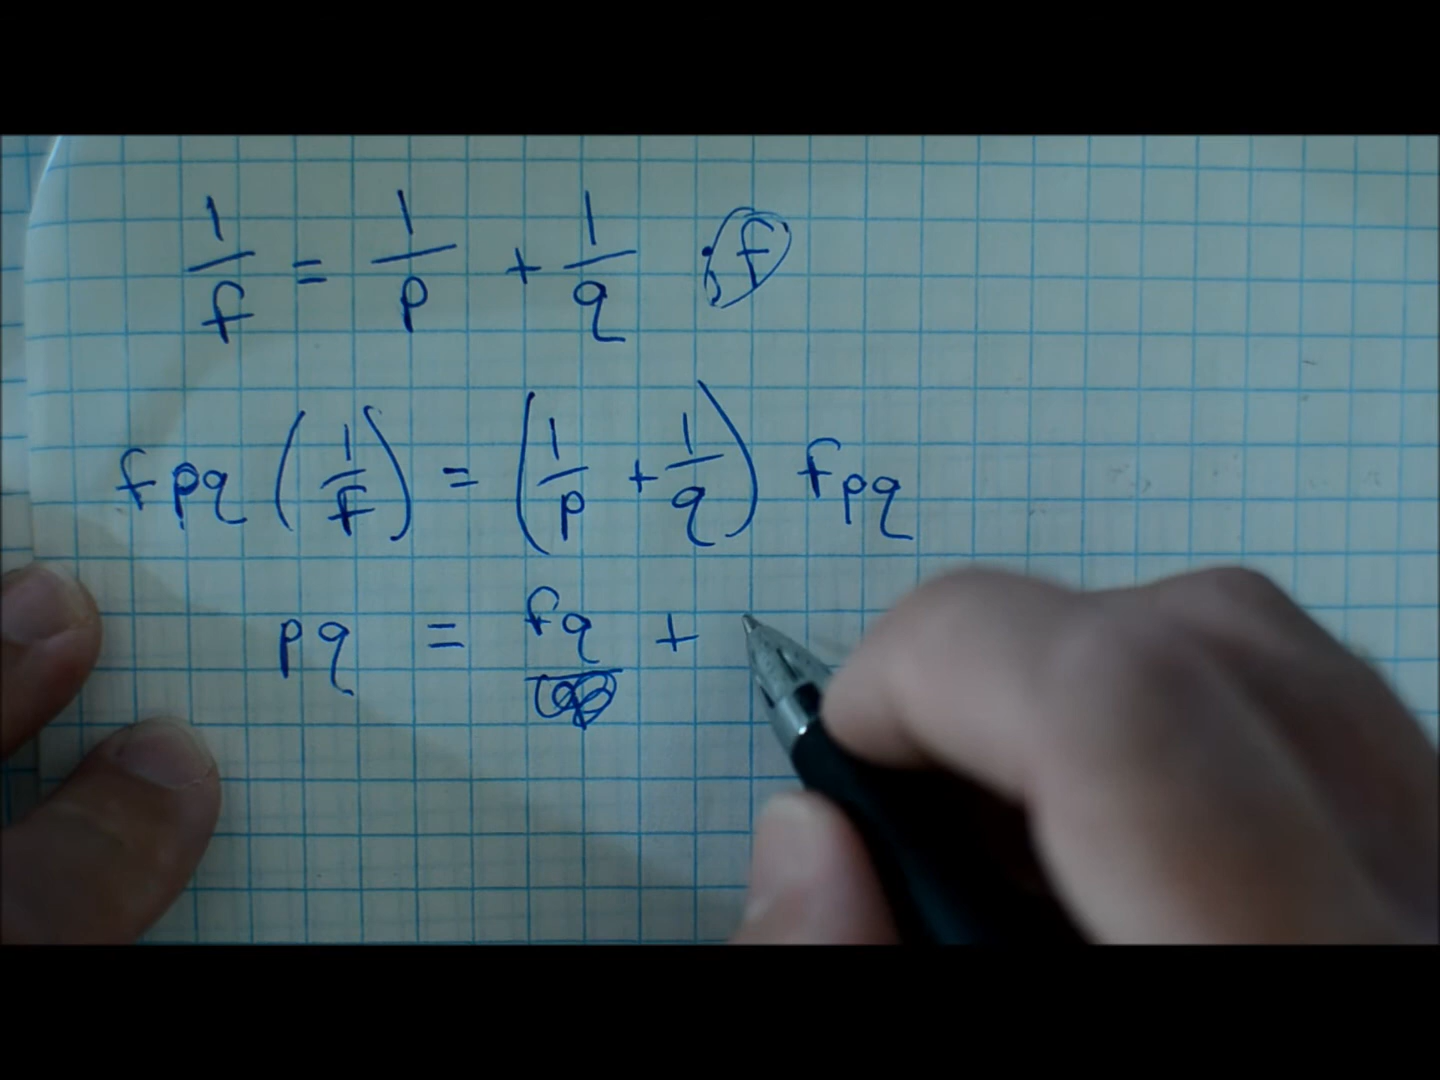 1/f = 1/p + 1/q ; f
fpq (1/f) = (1/p + 1/q) fpq
pq = fq +